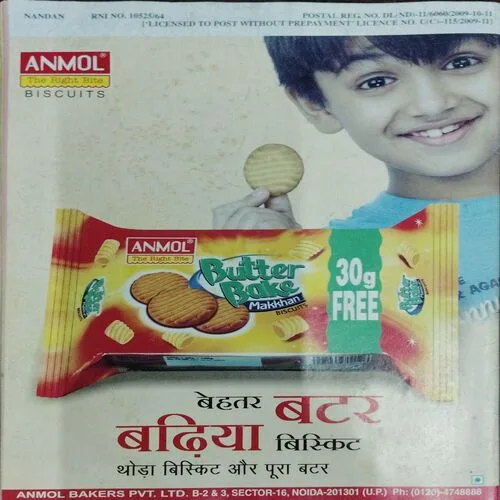 NANDAN RNI NO. 10525/64 POSTAL REG. NO. DL(ND)-11/6060/2009-10-11
["LICENSED TO POST WITHOUT PREPAYMENT" LICENCE NO. U(C)-115/2009-11]
ANMOL®
The Right Bite
BISCUITS
ANMOL®
The Right Bite
Butter
Bake
Makkhan
BISCUITS
30g
FREE
बेहतर बटर
बढ़िया बिस्किट
थोड़ा बिस्किट और पूरा बटर
ANMOL BAKERS PVT. LTD. B-2 & 3, SECTOR-16, NOIDA-201301 (U.P.) Ph: (0120)-4748888